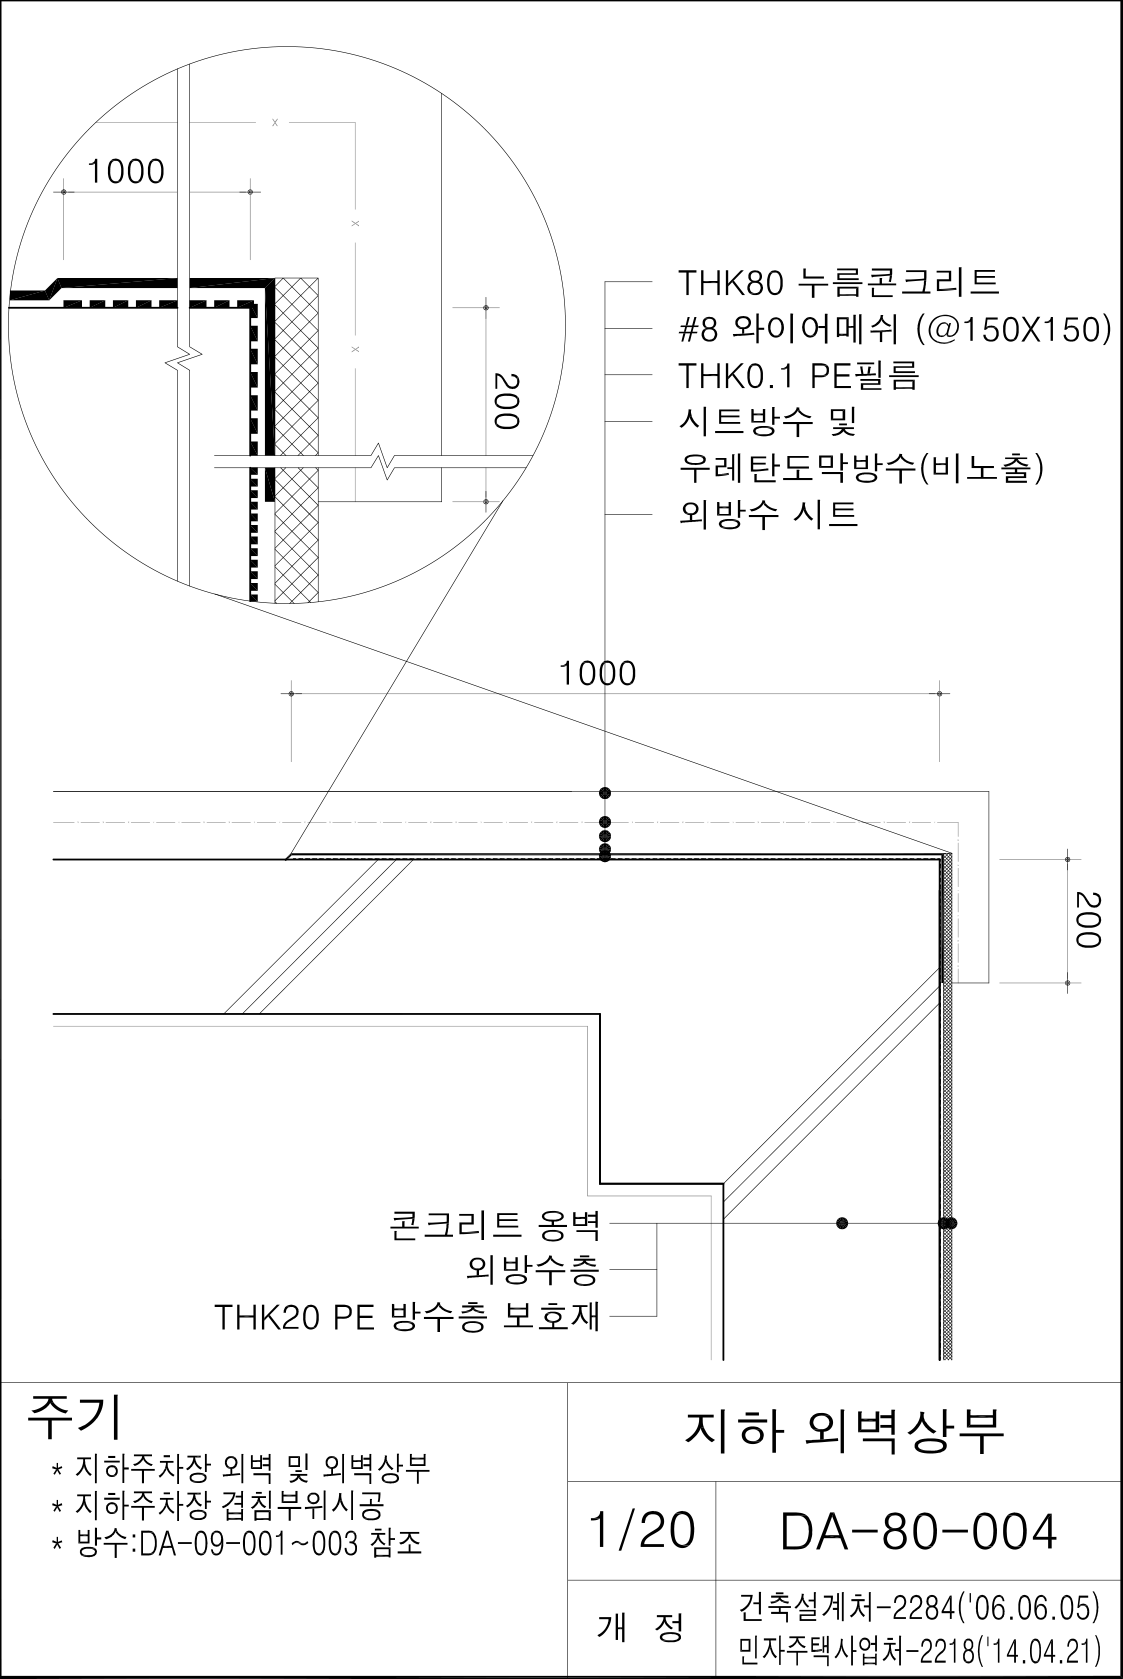 1000
200
THK80 누름콘크리트
#8 와이어메쉬 (@150X150)
THK0.1 PE필름
시트방수 및
우레탄도막방수(비노출)
외방수 시트
1000
200
콘크리트 옹벽
외방수층
THK20 PE 방수층 보호재
주기
* 지하주차장 외벽 및 외벽상부
* 지하주차장 겹침부위시공
* 방수:DA-09-001~003 참조
지하 외벽상부
1/20
DA-80-004
개 정
건축설계처-2284('06.06.05)
민자주택사업처-2218('14.04.21)